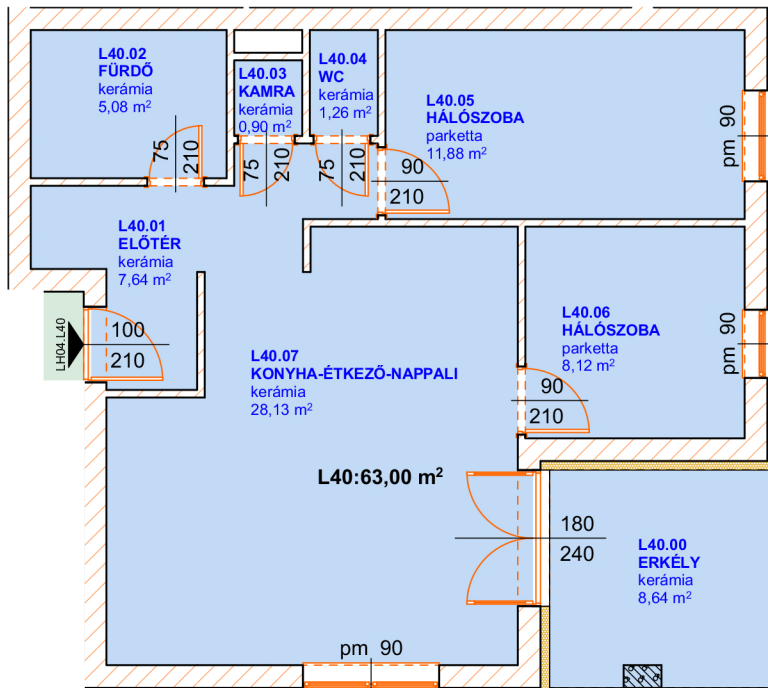 L40.02
FÜRDŐ
kerámia
5,08 m²
L40.03
KAMRA
kerámia
0,90 m²
L40.04
WC
kerámia
1,26 m²
L40.05
HÁLÓSZOBA
parketta
11,88 m²
pm 90
75
210
75
210
75
210
90
210
L40.01
ELŐTÉR
kerámia
7,64 m²
LH04.L40
100
210
L40.06
HÁLÓSZOBA
parketta
8,12 m²
pm 90
L40.07
KONYHA-ÉTKEZŐ-NAPPALI
kerámia
28,13 m²
90
210
L40:63,00 m²
180
240
L40.00
ERKÉLY
kerámia
8,64 m²
pm 90